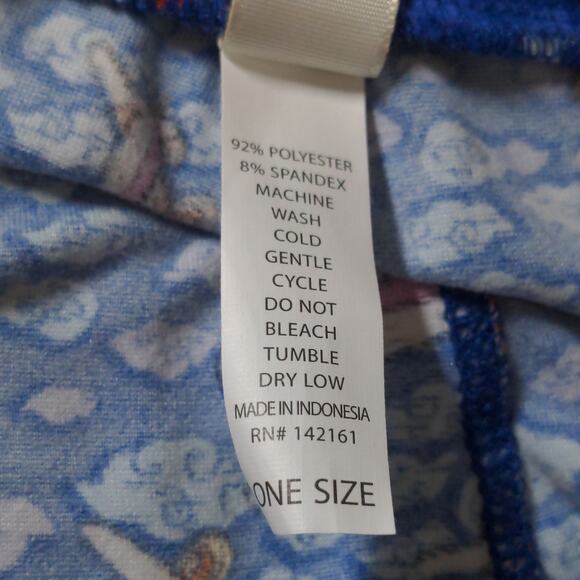 92% POLYESTER
8% SPANDEX
MACHINE
WASH
COLD
GENTLE
CYCLE
DO NOT
BLEACH
TUMBLE
DRY LOW
MADE IN INDONESIA
RN# 142161
ONE SIZE